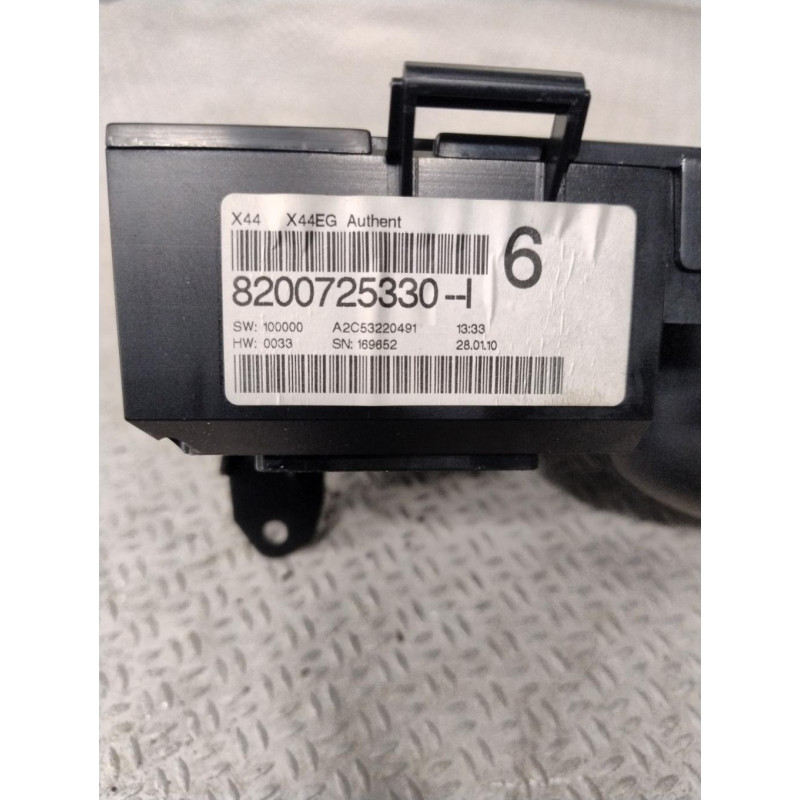 X44 X44EG Authent
6
8200725330--I
SW: 100000 A2C53220491 13:33
HW: 0033 SN: 169652 28.01.10